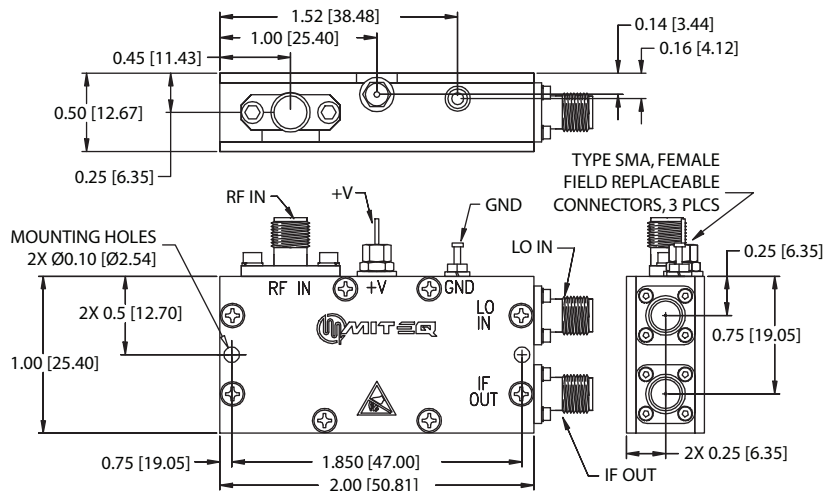 1.52 [38.48]
1.00 [25.40]
0.45 [11.43]
0.14 [3.44]
0.16 [4.12]
0.50 [12.67]
0.25 [6.35]
TYPE SMA, FEMALE
FIELD REPLACEABLE
CONNECTORS, 3 PLCS
RF IN
+V
GND
LO IN
MOUNTING HOLES
2X Ø0.10 [Ø2.54]
0.25 [6.35]
RF IN
+V
GND
2X 0.5 [12.70]
LO
IN
MITEQ
0.75 [19.05]
1.00 [25.40]
IF
OUT
0.75 [19.05]
1.850 [47.00]
2X 0.25 [6.35]
IF OUT
2.00 [50.81]